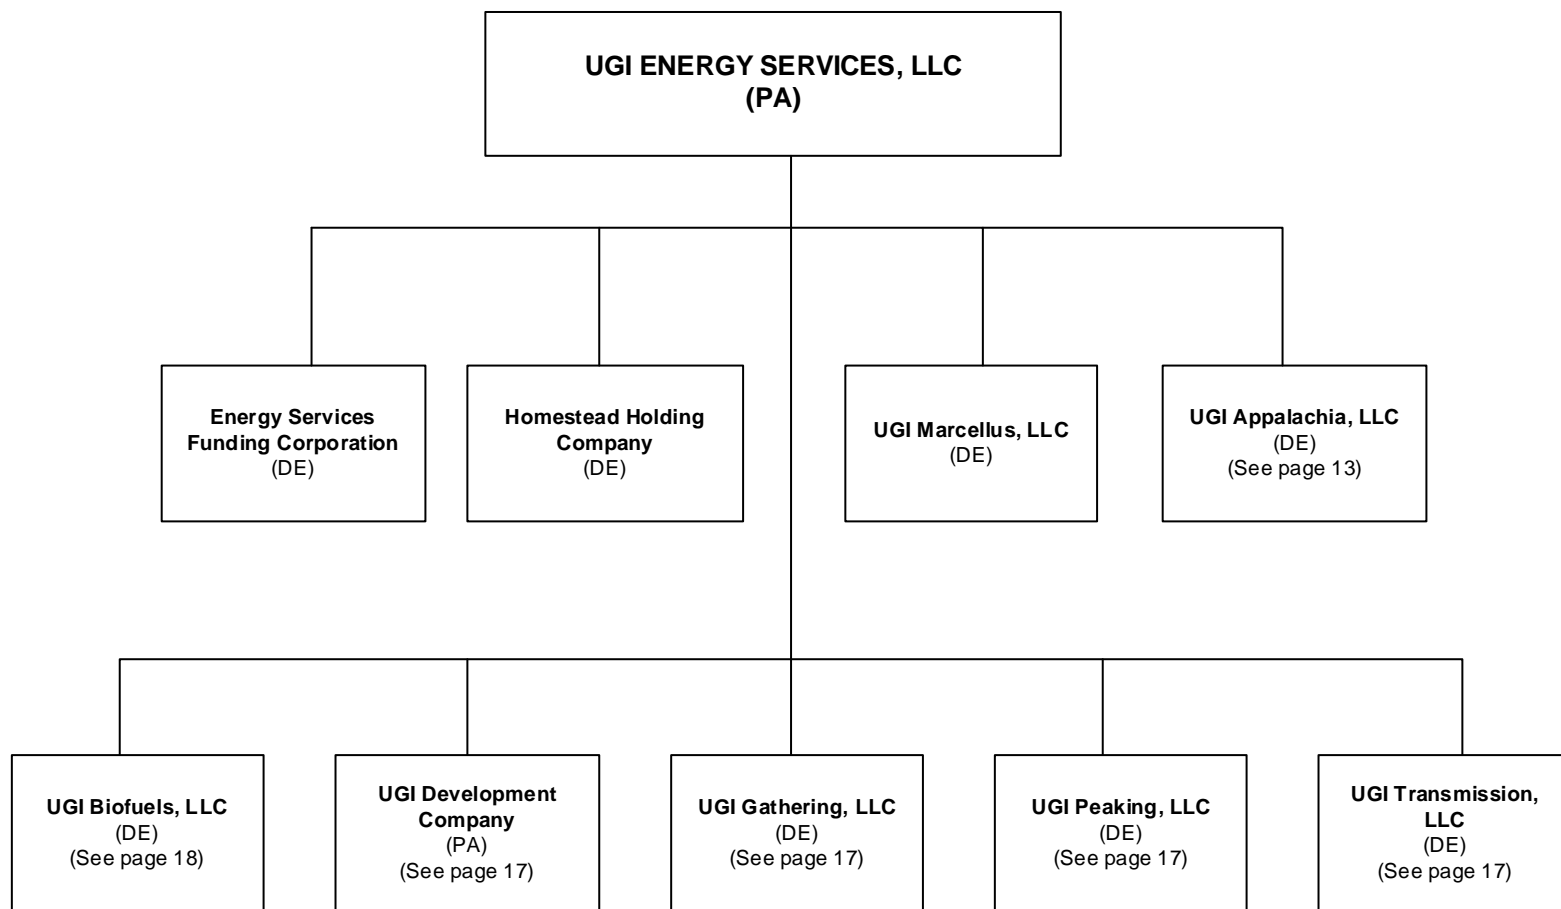 UGI ENERGY SERVICES, LLC
(PA)
Energy Services
Funding Corporation
(DE)
Homestead Holding
Company
(DE)
UGI Marcellus, LLC
(DE)
UGI Appalachia, LLC
(DE)
(See page 13)
UGI Biofuels, LLC
(DE)
(See page 18)
UGI Development
Company
(PA)
(See page 17)
UGI Gathering, LLC
(DE)
(See page 17)
UGI Peaking, LLC
(DE)
(See page 17)
UGI Transmission,
LLC
(DE)
(See page 17)